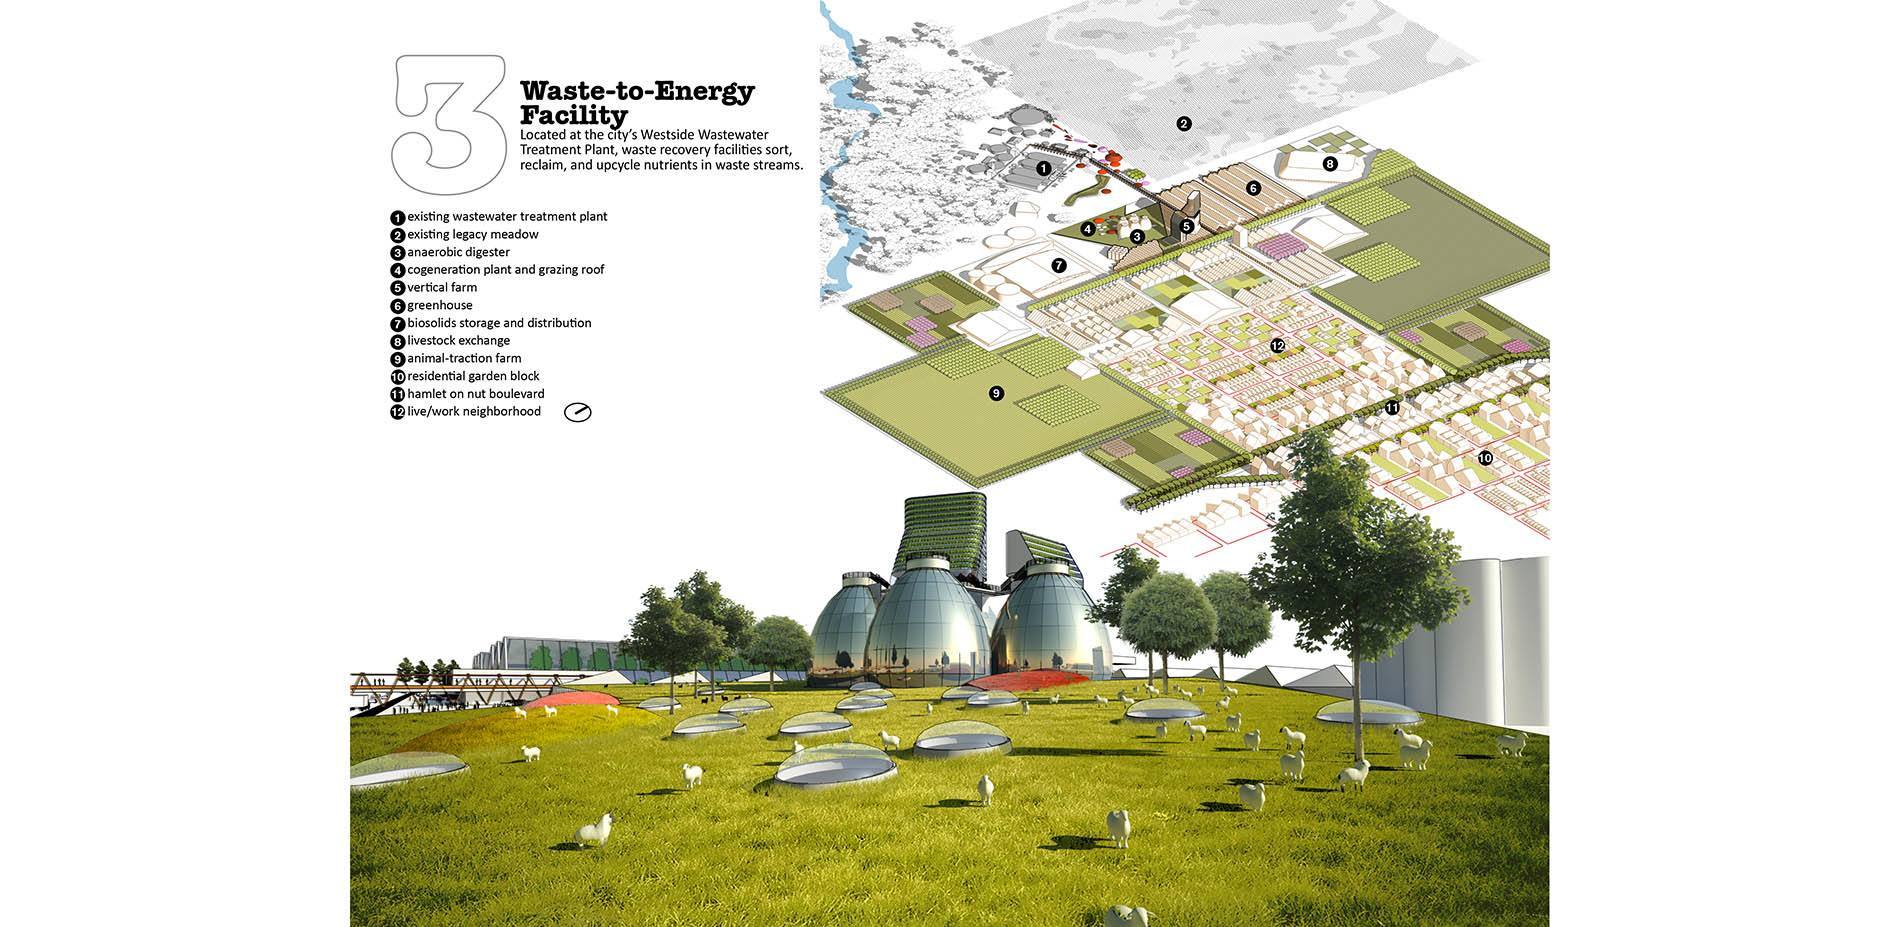 3
Waste-to-Energy
Facility
Located at the city's Westside Wastewater
Treatment Plant, waste recovery facilities sort,
reclaim, and upcycle nutrients in waste streams.
1 existing wastewater treatment plant
2 existing legacy meadow
3 anaerobic digester
4 cogeneration plant and grazing roof
5 vertical farm
6 greenhouse
7 biosolids storage and distribution
8 livestock exchange
9 animal-traction farm
10 residential garden block
11 hamlet on nut boulevard
12 live/work neighborhood
2
1
8
6
5
4
3
7
12
9
11
10